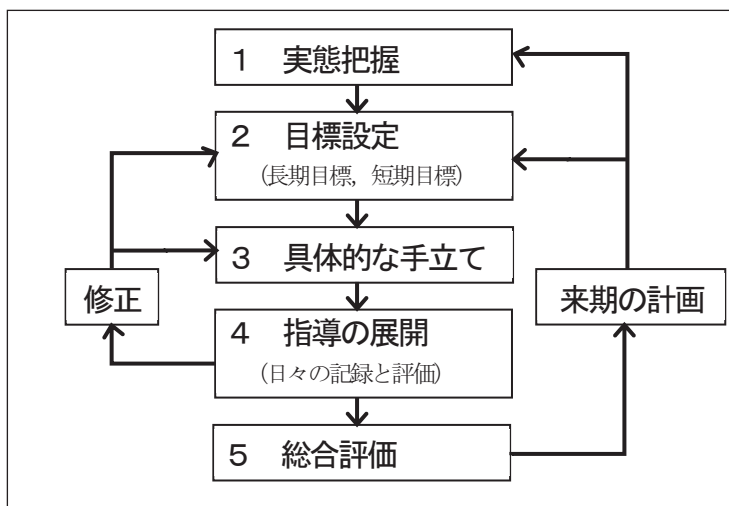 1 実態把握
2 目標設定
(長期目標，短期目標)
3 具体的な手立て
修正
来期の計画
4 指導の展開
(日々の記録と評価)
5 総合評価